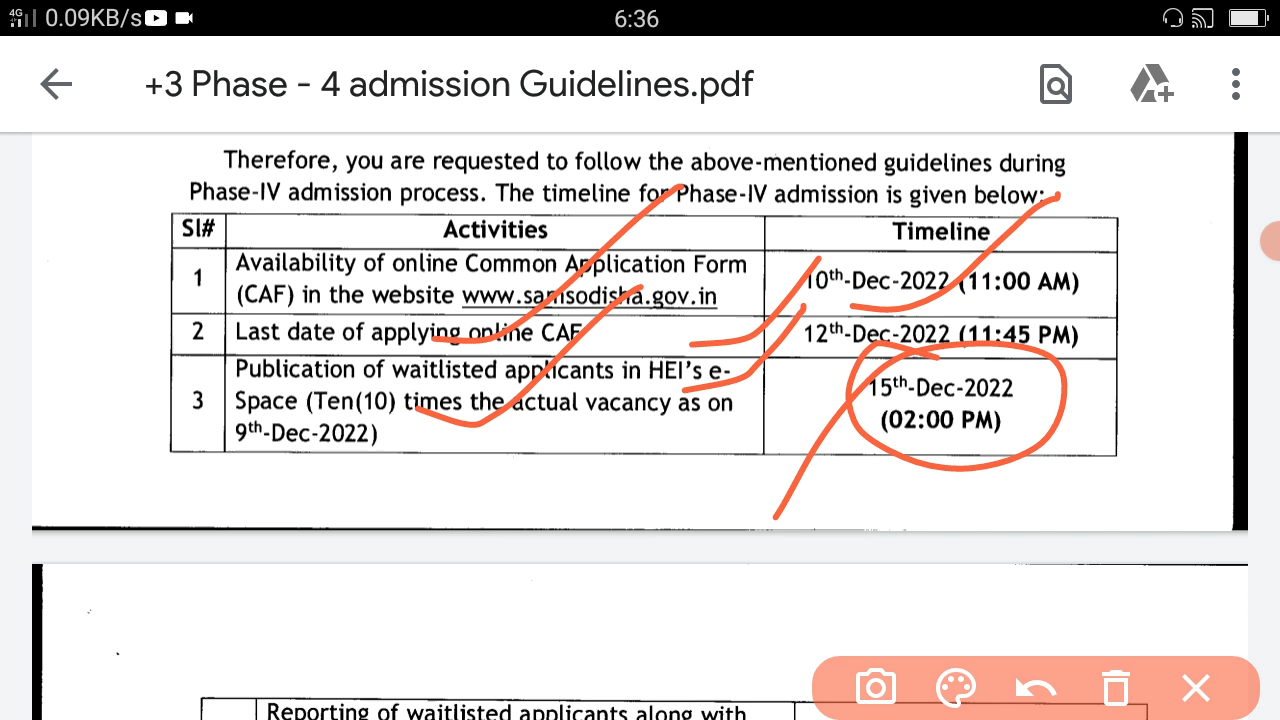 4G 0.09KB/s 6:36
+3 Phase - 4 admission Guidelines.pdf
Therefore, you are requested to follow the above-mentioned guidelines during
Phase-IV admission process. The timeline for Phase-IV admission is given below:
Sl# Activities Timeline
1 Availability of online Common Application Form
(CAF) in the website www.samsodisha.gov.in 10th-Dec-2022 (11:00 AM)
2 Last date of applying online CAF 12th-Dec-2022 (11:45 PM)
3 Publication of waitlisted applicants in HEI's e-
Space (Ten(10) times the actual vacancy as on
9th-Dec-2022)
15th-Dec-2022
(02:00 PM)
Reporting of waitlisted applicants along with